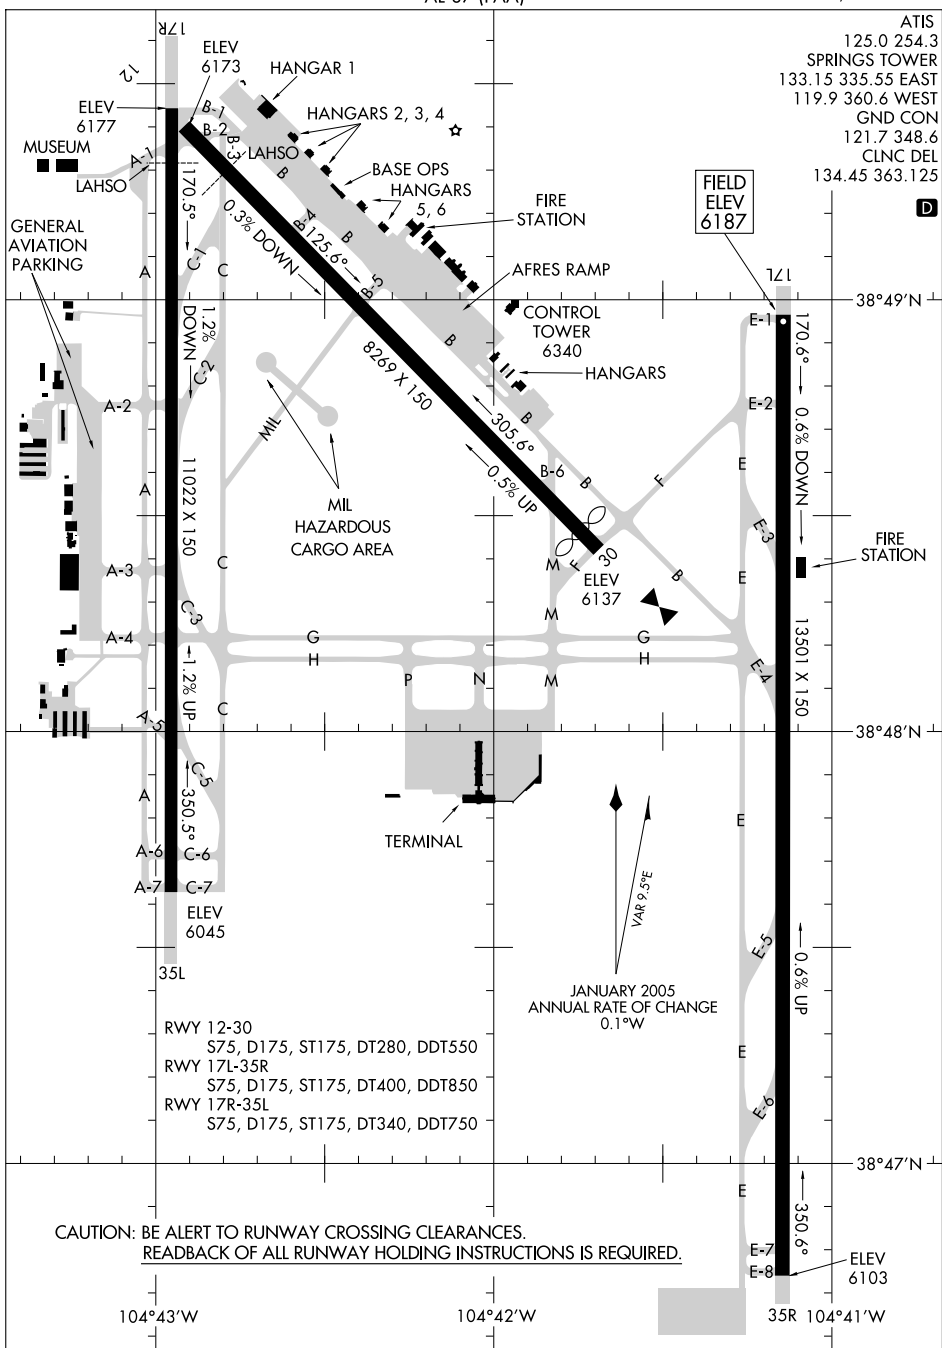 17R
12
ELEV
6173
HANGAR 1
ATIS
125.0 254.3
SPRINGS TOWER
133.15 335.55 EAST
119.9 360.6 WEST
GND CON
121.7 348.6
CLNC DEL
134.45 363.125
D
ELEV
6177
B-1
B-2
B-3
HANGARS 2, 3, 4
MUSEUM
A-1
LAHSO
LAHSO
B
BASE OPS
HANGARS
5, 6
FIRE
STATION
FIELD
ELEV
6187
170.5°
0.3% DOWN
B-4
125.6°
B
B-5
GENERAL
AVIATION
PARKING
A
C-1
C
AFRES RAMP
17L
38°49'N
1.2%
DOWN
CONTROL
TOWER
6340
B
E-1
170.6°
8269 X 150
C-2
HANGARS
A-2
E-2
0.6% DOWN
MIL
305.6°
B
0.5% UP
B-6
B
F
E
A
11022 X 150
MIL
HAZARDOUS
CARGO AREA
E-3
FIRE
STATION
30
C
A-3
M
F
ELEV
6137
B
E
C-3
M
A-4
G
G
H
H
1.2% UP
P
N
M
E-4
13501 X 150
C
A-5
38°48'N
C-5
350.5°
A
TERMINAL
E
A-6
C-6
A-7
C-7
ELEV
6045
VAR 9.5°E
E-5
0.6% UP
35L
JANUARY 2005
ANNUAL RATE OF CHANGE
0.1°W
RWY 12-30
S75, D175, ST175, DT280, DDT550
RWY 17L-35R
S75, D175, ST175, DT400, DDT850
RWY 17R-35L
S75, D175, ST175, DT340, DDT750
E
E-6
38°47'N
E
350.6°
CAUTION: BE ALERT TO RUNWAY CROSSING CLEARANCES.
READBACK OF ALL RUNWAY HOLDING INSTRUCTIONS IS REQUIRED.
E-7
E-8
ELEV
6103
104°43'W
104°42'W
35R
104°41'W